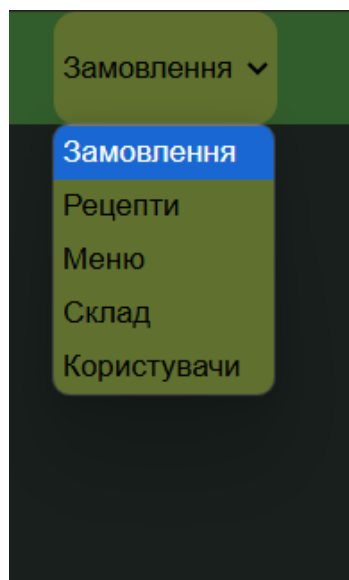 Замовлення
Замовлення
Рецепти
Меню
Склад
Користувачи